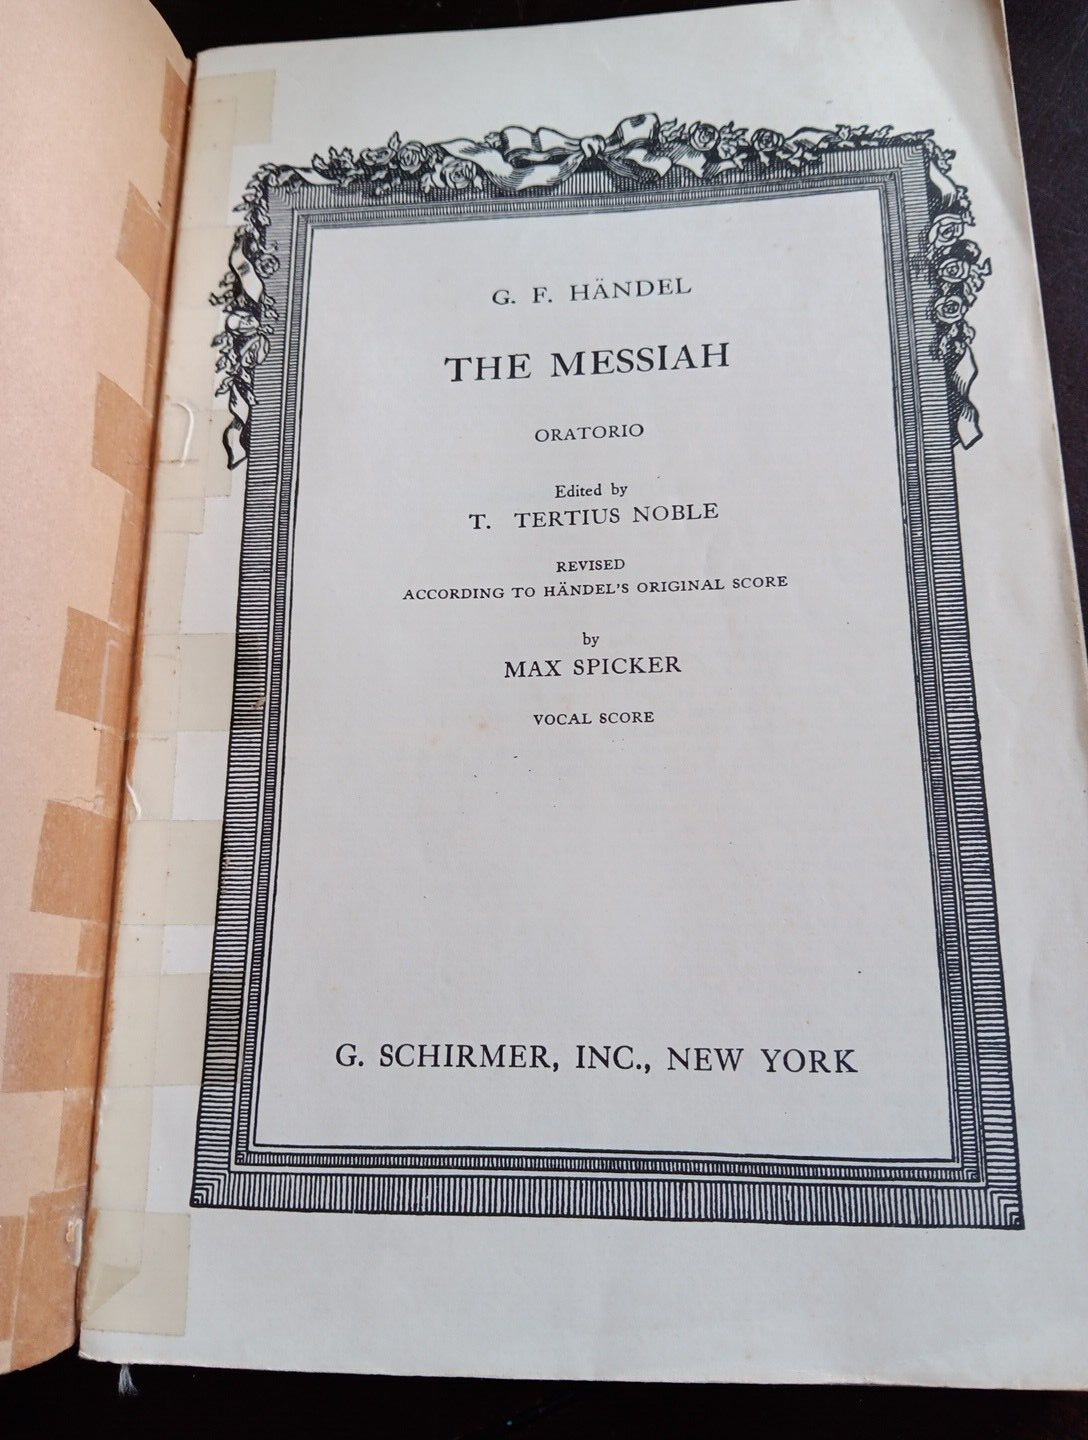 G. F. HÄNDEL
THE MESSIAH
ORATORIO
Edited by
T. TERTIUS NOBLE
REVISED
ACCORDING TO HÄNDEL'S ORIGINAL SCORE
by
MAX SPICKER
VOCAL SCORE
G. SCHIRMER, INC., NEW YORK